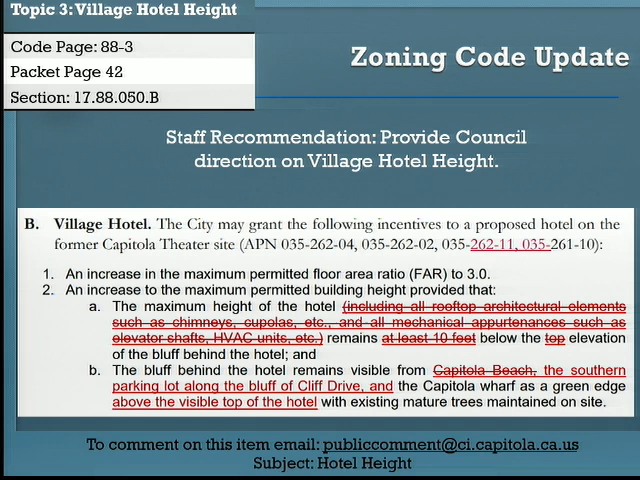 Topic 3: Village Hotel Height
Code Page: 88-3
Packet Page 42
Section: 17.88.050.B
Zoning Code Update
Staff Recommendation: Provide Council
direction on Village Hotel Height.
B. Village Hotel. The City may grant the following incentives to a proposed hotel on the
former Capitola Theater site (APN 035-262-04, 035-262-02, 035-262-11, 035-261-10):
1. An increase in the maximum permitted floor area ratio (FAR) to 3.0.
2. An increase to the maximum permitted building height provided that:
a. The maximum height of the hotel (including all rooftop architectural elements
such as chimneys, cupolas, etc., and all mechanical appurtenances such as
elevator shafts, HVAC units, etc.) remains at least 10 feet below the top elevation
of the bluff behind the hotel; and
b. The bluff behind the hotel remains visible from Capitola Beach, the southern
parking lot along the bluff of Cliff Drive, and the Capitola wharf as a green edge
above the visible top of the hotel with existing mature trees maintained on site.
To comment on this item email: publiccomment@ci.capitola.ca.us
Subject: Hotel Height